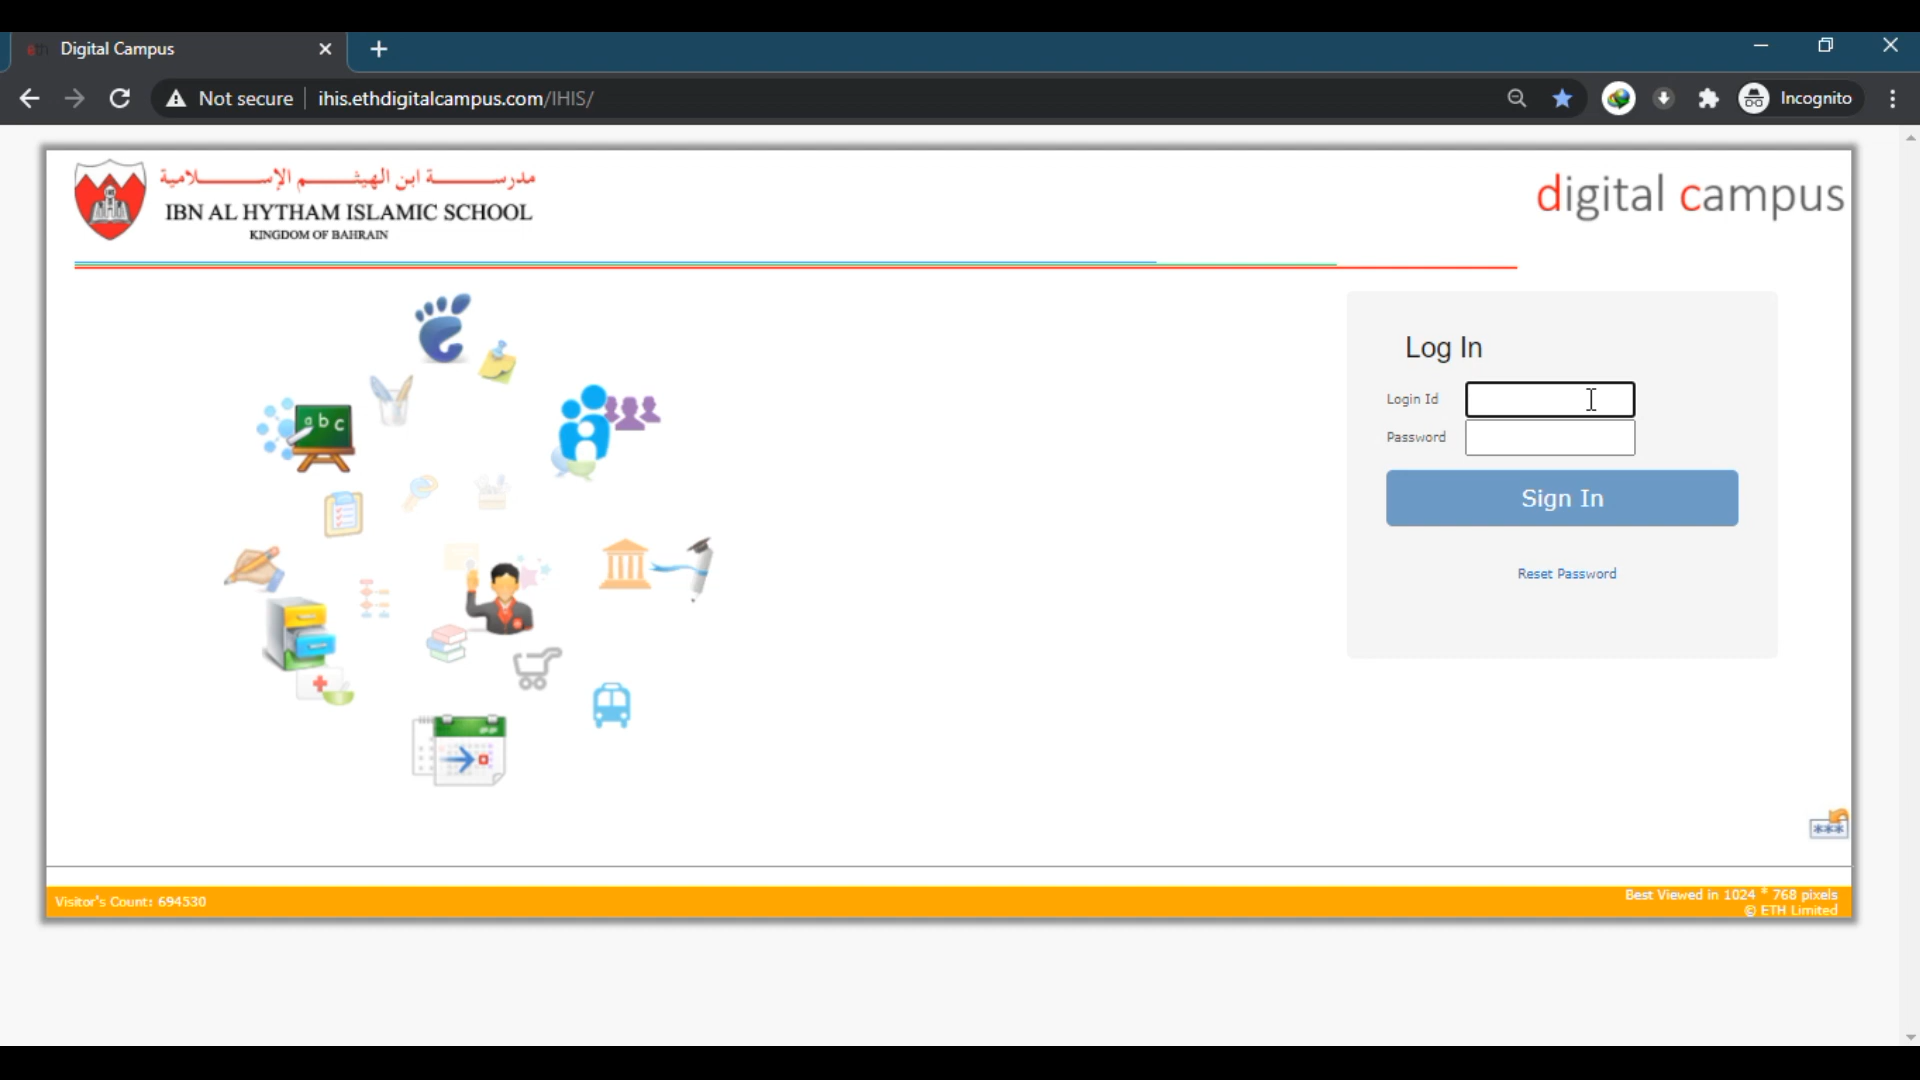 Digital Campus
Not secure
ihis.ethdigitalcampus.com/IHIS/
Incognito
مدرسة ابن الهيثم الإسلامية
IBN AL HYTHAM ISLAMIC SCHOOL
KINGDOM OF BAHRAIN
digital campus
abc
Log In
Login Id
Password
Sign In
Reset Password
***
Visitor's Count: 694530
Best Viewed in 1024 * 768 pixels
© ETH Limited